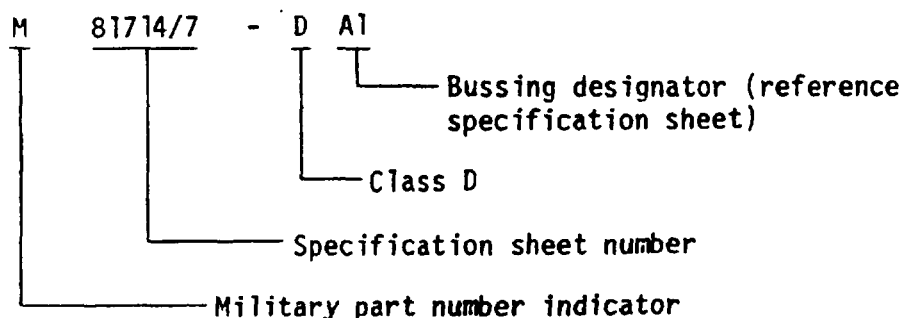 M 81714/7 - D A1
Bussing designator (reference
specification sheet)
Class D
Specification sheet number
Military part number indicator